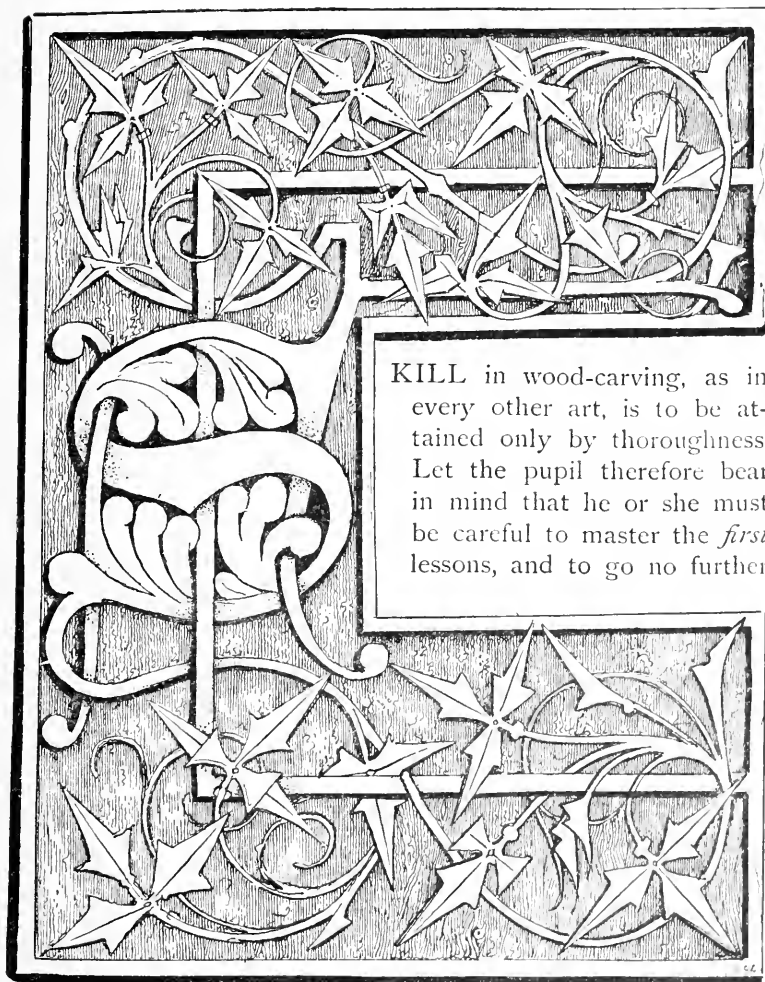 SKILL in wood-carving, as in
every other art, is to be at-
tained only by thoroughness
Let the pupil therefore bear
in mind that he or she must
be careful to master the first
lessons, and to go no further